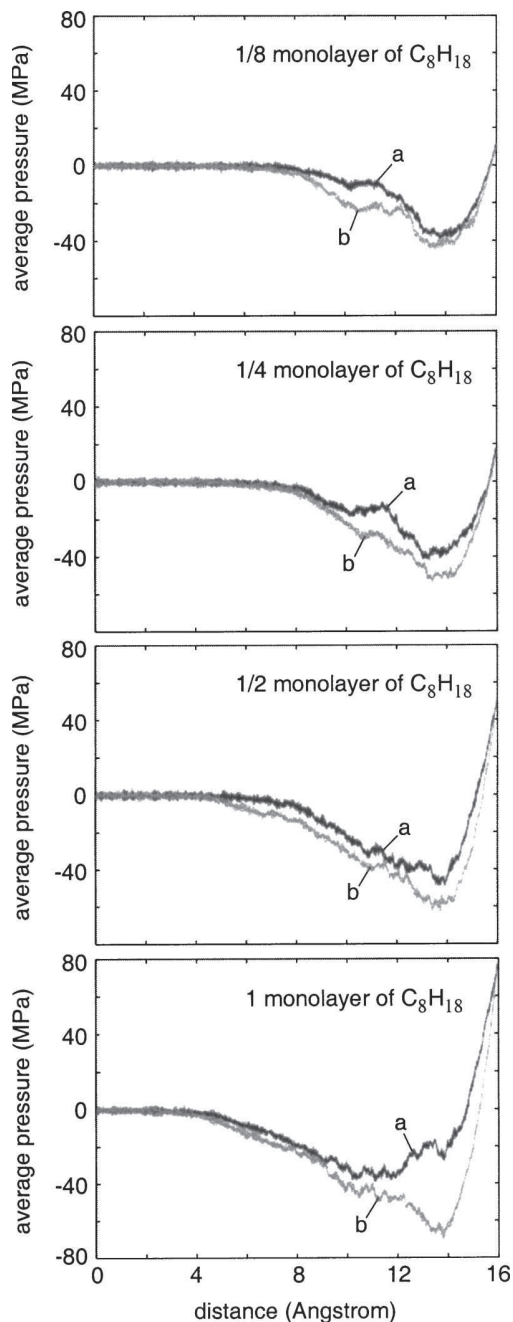 80
40
0
-40
average pressure (MPa)
1/8 monolayer of C₈H₁₈
a
b
80
40
0
-40
average pressure (MPa)
1/4 monolayer of C₈H₁₈
a
b
80
40
0
-40
average pressure (MPa)
1/2 monolayer of C₈H₁₈
a
b
80
40
0
-40
-80
average pressure (MPa)
1 monolayer of C₈H₁₈
a
b
0 4 8 12 16
distance (Angstrom)